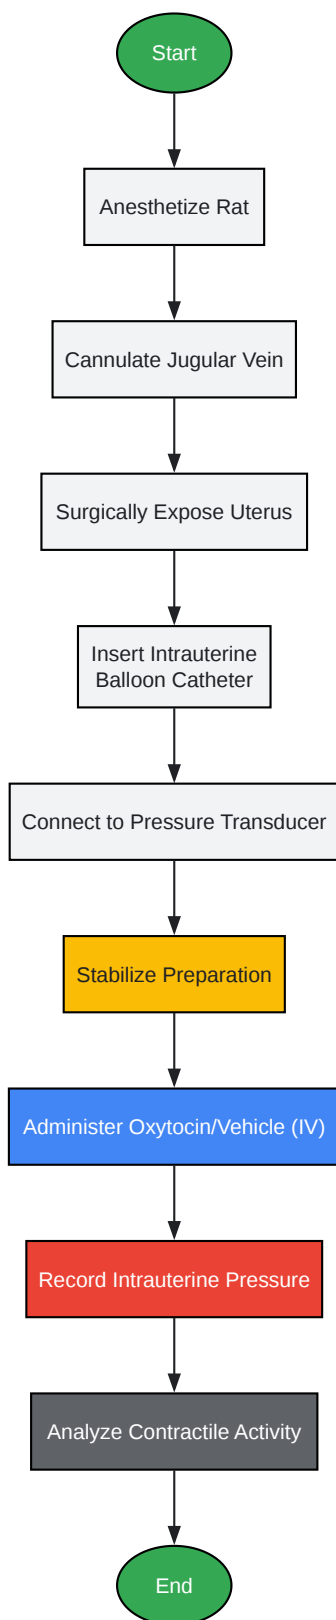 Start
Anesthetize Rat
Cannulate Jugular Vein
Surgically Expose Uterus
Insert Intrauterine
Balloon Catheter
Connect to Pressure Transducer
Stabilize Preparation
Administer Oxytocin/Vehicle (IV)
Record Intrauterine Pressure
Analyze Contractile Activity
End